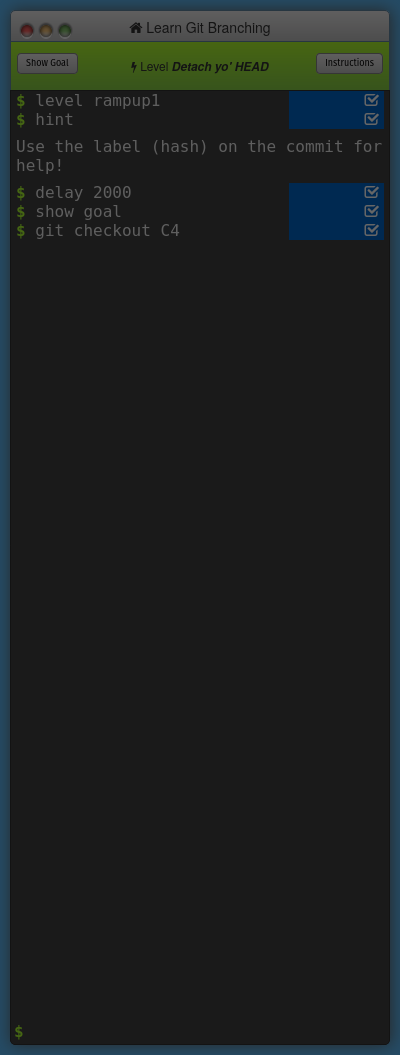 Learn Git Branching
Show Goal
Level Detach yo' HEAD
Instructions
$ level rampup1
$ hint
Use the label (hash) on the commit for
help!
$ delay 2000
$ show goal
$ git checkout C4
$